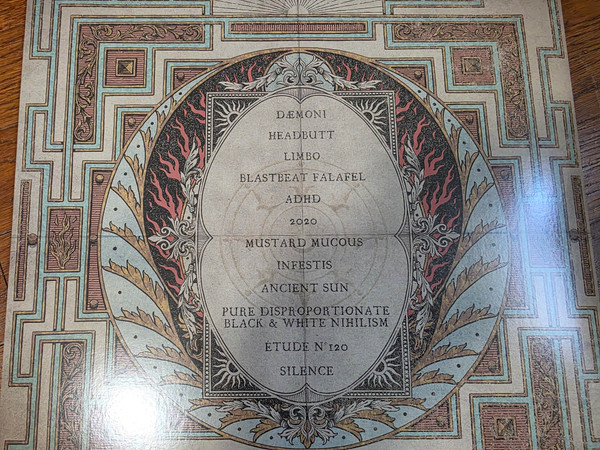 DÆMONI
HEADBUTT
LIMBO
BLASTBEAT FALAFEL
ADHD
2020
MUSTARD MUCOUS
INFESTIS
ANCIENT SUN
PURE DISPROPORTIONATE
BLACK & WHITE NIHILISM
ETUDE N°120
SILENCE